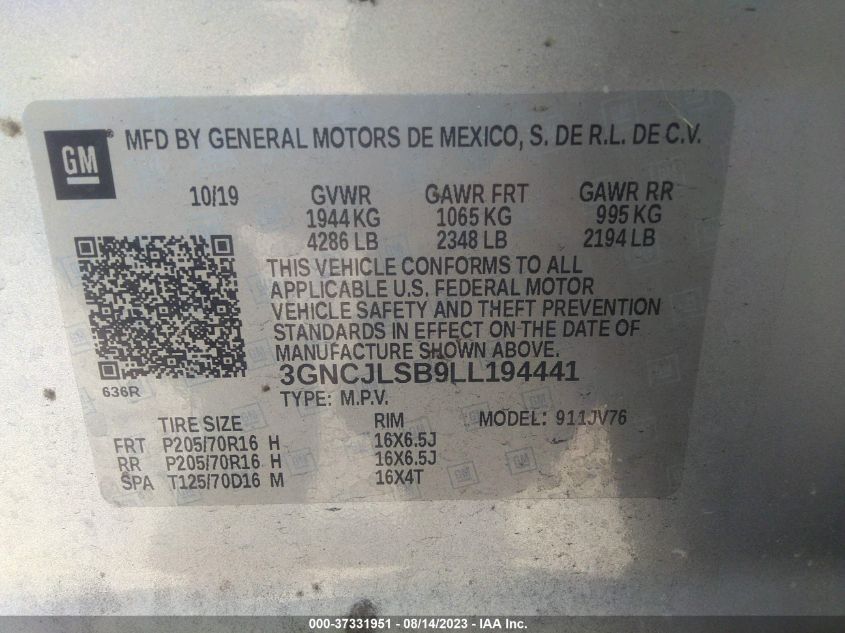 GM ® MFD BY GENERAL MOTORS DE MEXICO, S. DE R.L. DE C.V.
10/19 GVWR GAWR FRT GAWR RR
1944 KG 1065 KG 995 KG
4286 LB 2348 LB 2194 LB
THIS VEHICLE CONFORMS TO ALL
APPLICABLE U.S. FEDERAL MOTOR
VEHICLE SAFETY AND THEFT PREVENTION
STANDARDS IN EFFECT ON THE DATE OF
MANUFACTURE SHOWN ABOVE.
3GNCJLSB9LL194441
636R
TYPE: M.P.V.
TIRE SIZE RIM MODEL: 911JV76
FRT P205/70R16 H 16X6.5J
RR P205/70R16 H 16X6.5J
SPA T125/70D16 M 16X4T
000-37331951 - 08/14/2023 - IAA Inc.